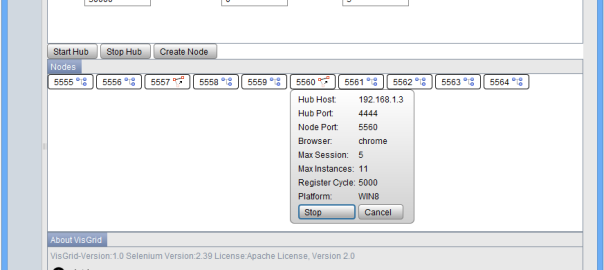 Start Hub Stop Hub Create Node
Nodes
5555 5556 5557 5558 5559 5560 5561 5562 5563 5564
Hub Host: 192.168.1.3
Hub Port: 4444
Node Port: 5560
Browser: chrome
Max Session: 5
Max Instances: 11
Register Cycle: 5000
Platform: WIN8
Stop Cancel
About VisGrid
VisGrid-Version:1.0 Selenium Version:2.39 License:Apache License, Version 2.0